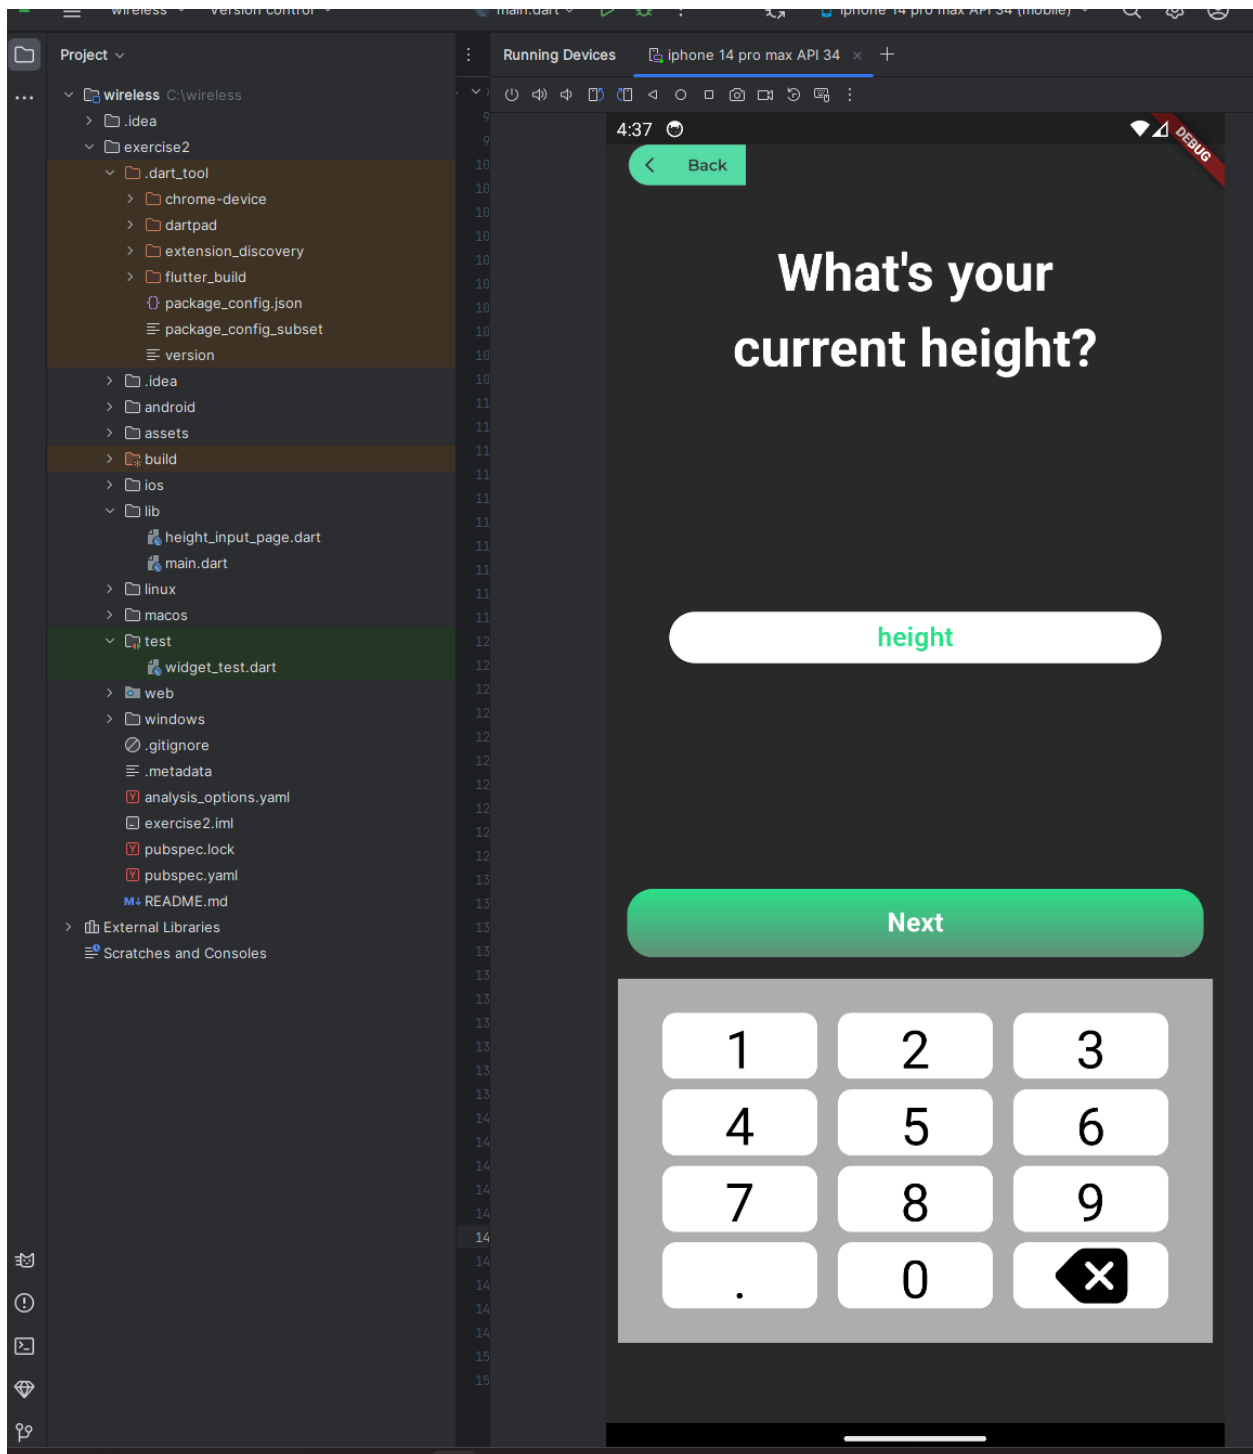 wireless
Version control
main.dart
iphone 14 pro max API 34 (mobile)
Project
Running Devices
iphone 14 pro max API 34
wireless C:\wireless
.idea
exercise2
.dart_tool
chrome-device
dartpad
extension_discovery
flutter_build
package_config.json
package_config_subset
version
.idea
android
assets
build
ios
lib
height_input_page.dart
main.dart
linux
macos
test
widget_test.dart
web
windows
.gitignore
.metadata
analysis_options.yaml
exercise2.iml
pubspec.lock
pubspec.yaml
README.md
External Libraries
Scratches and Consoles
4:37
DEBUG
Back
What's your
current height?
height
Next
1 2 3
4 5 6
7 8 9
. 0